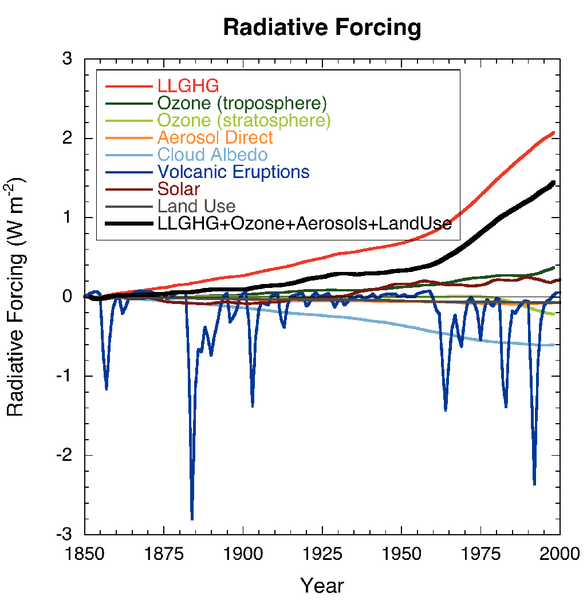 Radiative Forcing
3
2
1
0
-1
-2
-3
Radiative Forcing (W m-2)
LLGHG
Ozone (troposphere)
Ozone (stratosphere)
Aerosol Direct
Cloud Albedo
Volcanic Eruptions
Solar
Land Use
LLGHG+Ozone+Aerosols+LandUse
1850 1875 1900 1925 1950 1975 2000
Year